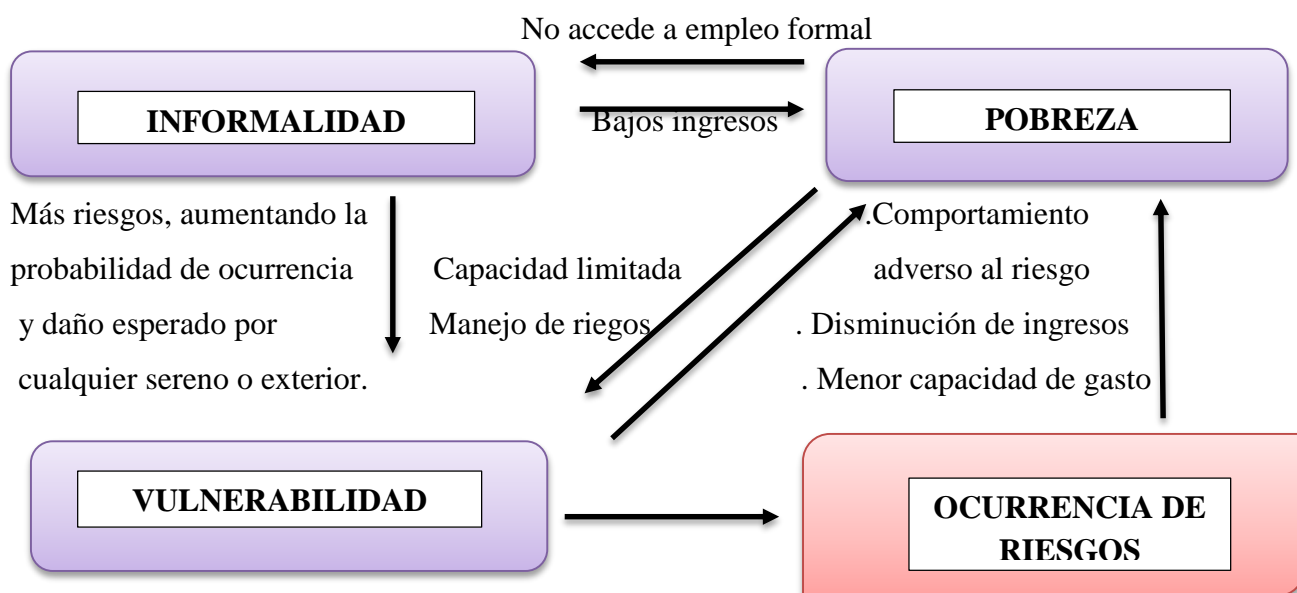 No accede a empleo formal
INFORMALIDAD
Bajos ingresos
POBREZA
Más riesgos, aumentando la
probabilidad de ocurrencia
y daño esperado por
cualquier sereno o exterior.
Capacidad limitada
Manejo de riegos
.Comportamiento
adverso al riesgo
. Disminución de ingresos
. Menor capacidad de gasto
VULNERABILIDAD
OCURRENCIA DE
RIESGOS